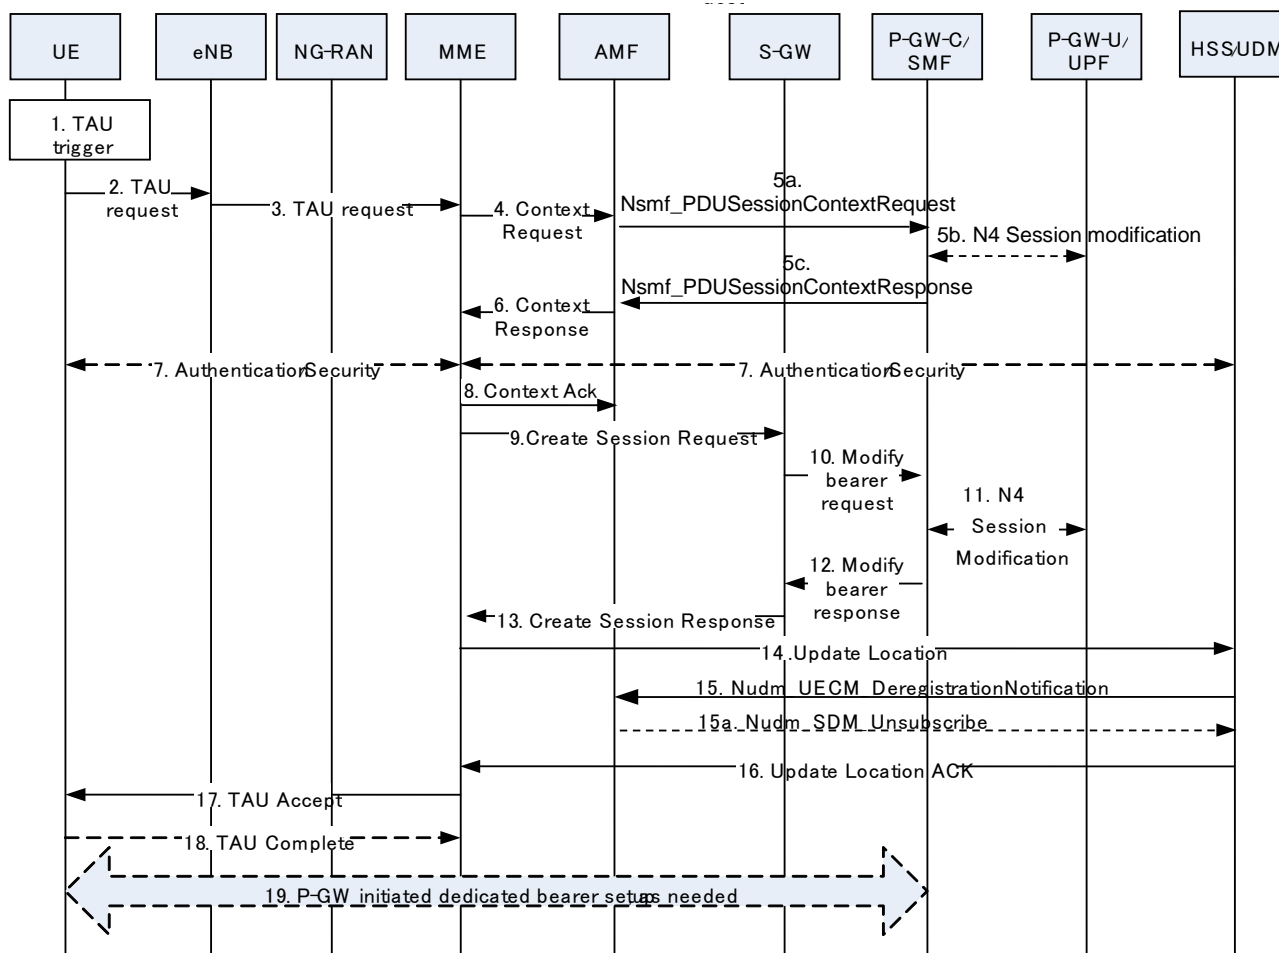 UE
eNB
NG-RAN
MME
AMF
S-GW
P-GW-C/
SMF
P-GW-U/
UPF
HSS/UDM
1. TAU
trigger
2. TAU
request
3. TAU request
4. Context
Request
5a.
Nsmf_PDUSessionContextRequest
5b. N4 Session modification
5c.
Nsmf_PDUSessionContextResponse
6. Context
Response
7. Authentication/Security
7. Authentication/Security
8. Context Ack
9.Create Session Request
10. Modify
bearer
request
11. N4
Session
Modification
12. Modify
bearer
response
13. Create Session Response
14.Update Location
15. Nudm_UECM_DeregistrationNotification
15a. Nudm_SDM_Unsubscribe
16. Update Location ACK
17. TAU Accept
18. TAU Complete
19. P-GW initiated dedicated bearer setup as needed